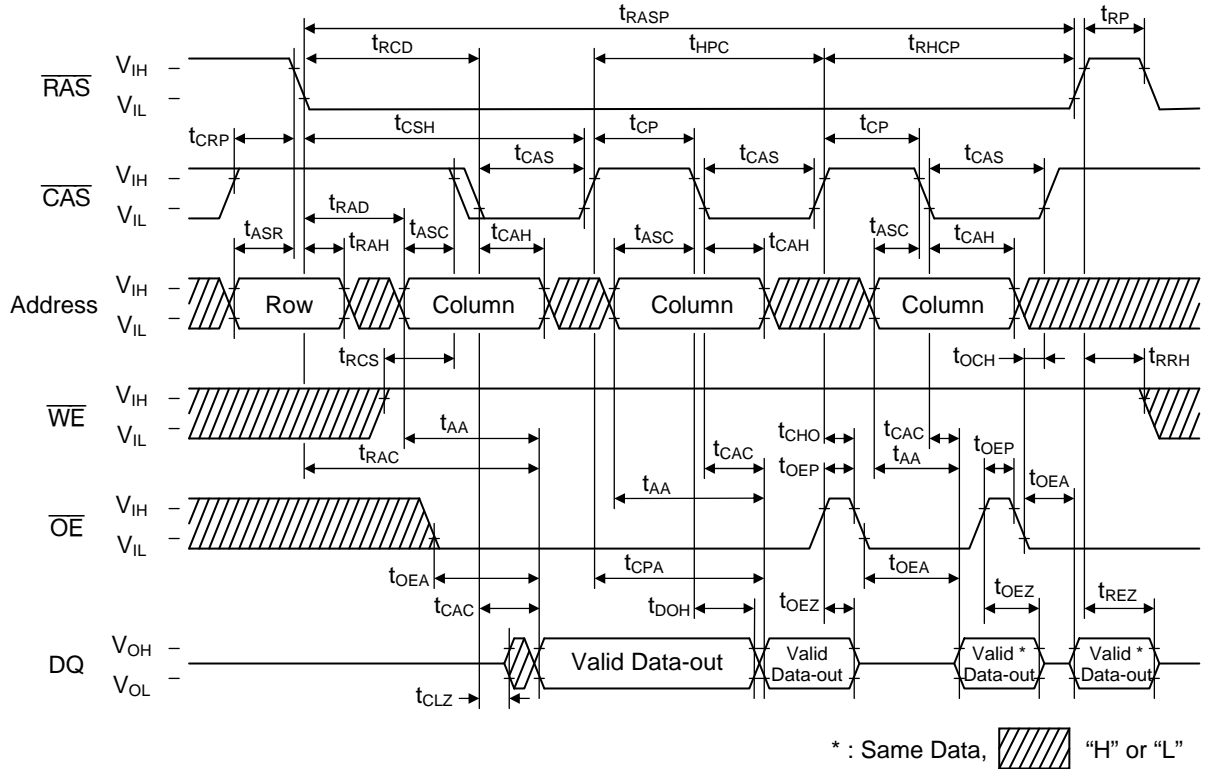 tRASP
tRP
tRCD
tHPC
tRHCP
RAS
VIH
VIL
tCRP
tCSH
tCP
tCP
tCAS
tCAS
tCAS
CAS
VIH
VIL
tRAD
tASR
tRAH
tASC
tCAH
tASC
tCAH
tASC
tCAH
Address
VIH
VIL
Row
Column
Column
Column
tRCS
tOCH
tRRH
WE
VIH
VIL
tAA
tCHO
tCAC
tRAC
tCAC
tOEP
tAA
tOEP
tOEA
tAA
OE
VIH
VIL
tOEA
tCPA
tOEA
tCAC
tDOH
tOEZ
tOEZ
tREZ
DQ
VOH
VOL
Valid Data-out
Valid
Data-out
Valid *
Data-out
Valid *
Data-out
tCLZ
* : Same Data, "H" or "L"